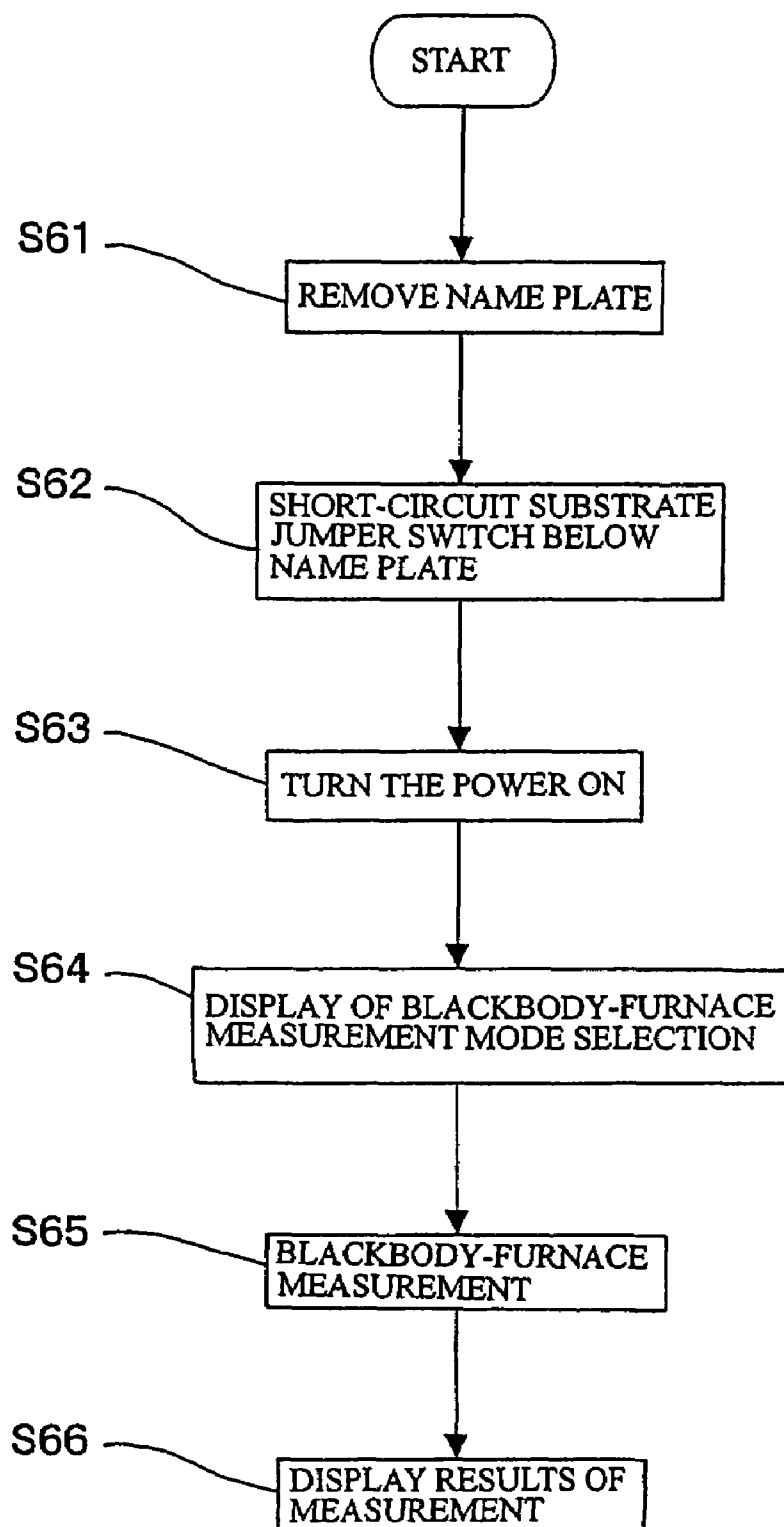 START
S61
REMOVE NAME PLATE
S62
SHORT-CIRCUIT SUBSTRATE
JUMPER SWITCH BELOW
NAME PLATE
S63
TURN THE POWER ON
S64
DISPLAY OF BLACKBODY-FURNACE
MEASUREMENT MODE SELECTION
S65
BLACKBODY-FURNACE
MEASUREMENT
S66
DISPLAY RESULTS OF
MEASUREMENT